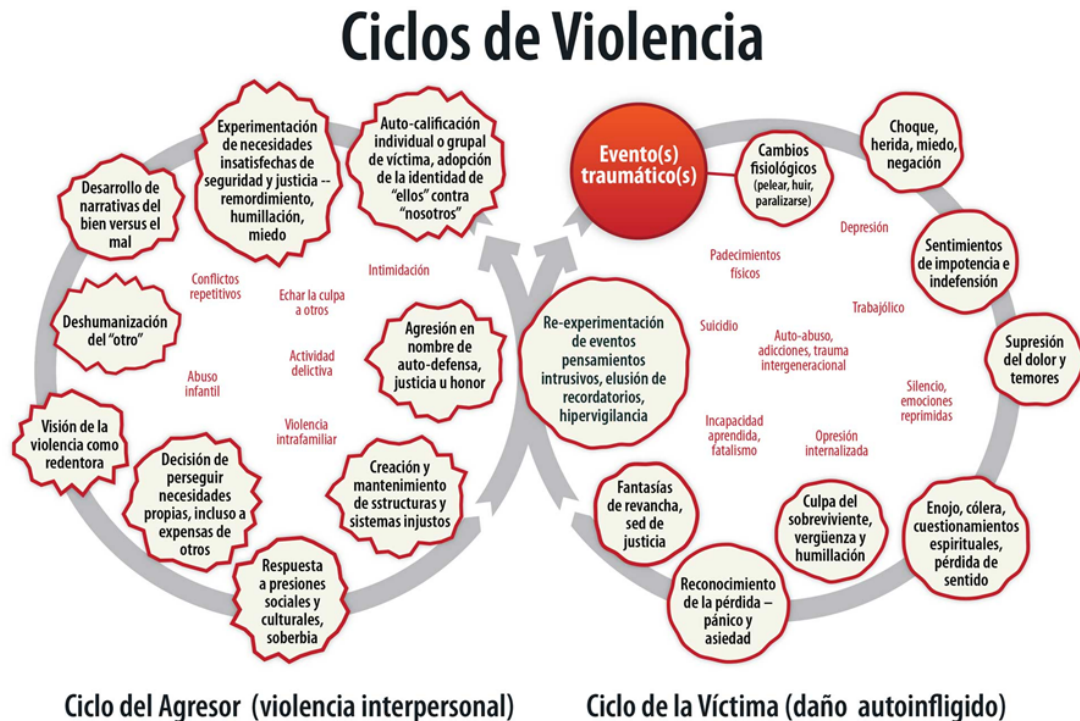 Ciclos de Violencia
Auto-calificación
individual o grupal
de víctima, adopción
de la identidad de
“ellos” contra
“nosotros”
Experimentación
de necesidades
insatisfechas de
seguridad y justicia --
remordimiento,
humillación,
miedo
Desarrollo de
narrativas del
bien versus el
mal
Deshumanización
del “otro”
Visión de la
violencia como
redentora
Decisión de
perseguir
necesidades
propias, incluso a
expensas de
otros
Respuesta
a presiones
sociales y
culturales,
soberbia
Creación y
mantenimiento
de sstructuras y
sistemas injustos
Agresión en
nombre de
auto-defensa,
justicia u honor
Conflictos
repetitivos
Intimidación
Echar la culpa
a otros
Actividad
delictiva
Abuso
infantil
Violencia
intrafamiliar
Evento(s)
traumático(s)
Cambios
fisiológicos
(pelear, huir,
paralizarse)
Choque,
herida, miedo,
negación
Sentimientos
de impotencia e
indefensión
Supresión
del dolor y
temores
Enojo, cólera,
cuestionamientos
espirituales,
pérdida de
sentido
Culpa del
sobreviviente,
vergüenza y
humillación
Reconocimiento
de la pérdida –
pánico y
asiedad
Fantasías
de revancha,
sed de
justicia
Re-experimentación
de eventos
pensamientos
intrusivos, elusión de
recordatorios,
hipervigilancia
Depresión
Padecimientos
físicos
Trabajólico
Suicidio
Auto-abuso,
adicciones, trauma
intergeneracional
Silencio,
emociones
reprimidas
Incapacidad
aprendida,
fatalismo
Opresión
internalizada
Ciclo del Agresor (violencia interpersonal)
Ciclo de la Víctima (daño autoinfligido)